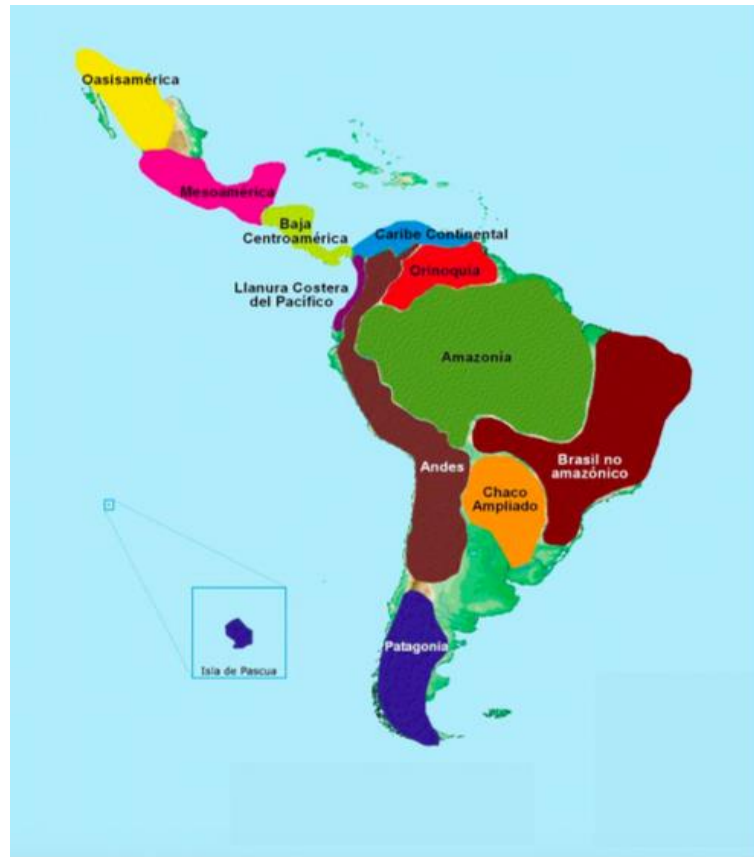 Oasisamérica
Mesoamérica
Baja
Centroamérica
Caribe Continental
Orinoquia
Llanura Costera
del Pacífico
Amazonia
Andes
Brasil no
amazónico
Chaco
Ampliado
Patagonia
Isla de Pascua